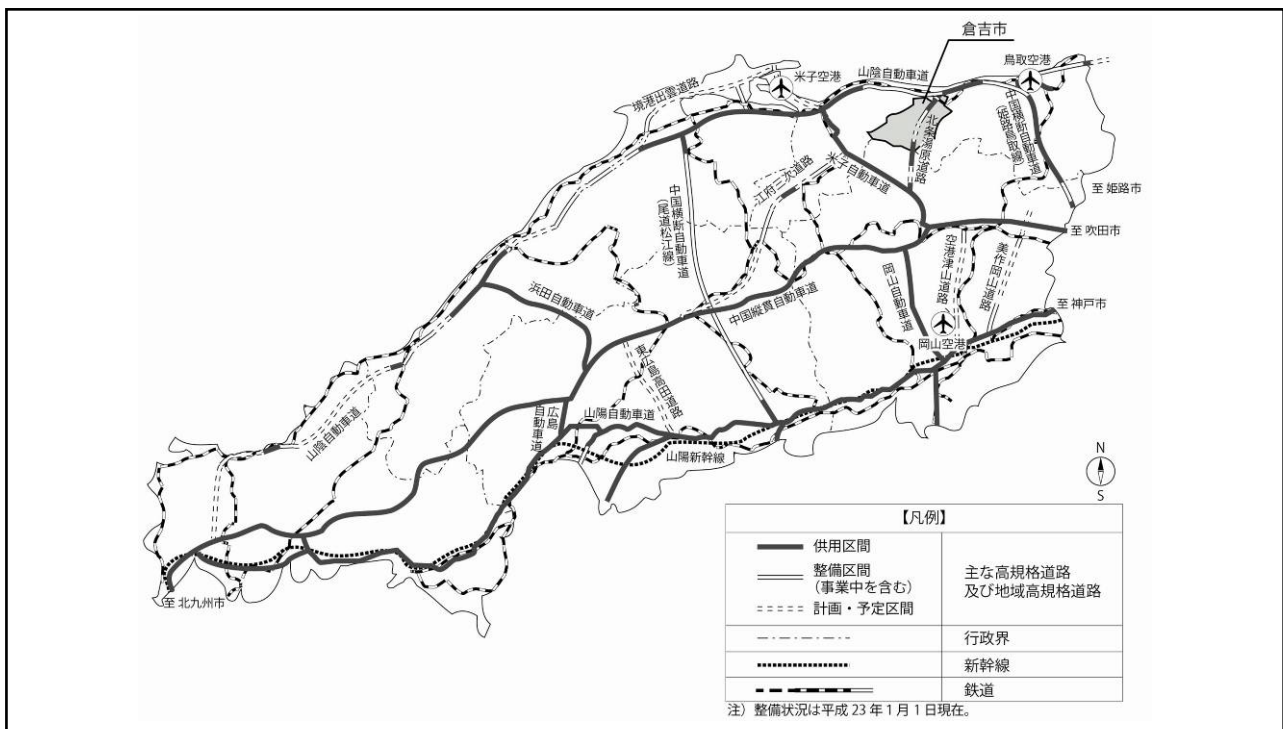 倉吉市
鳥取空港
米子空港
山陰自動車道
境港出雲道路
中国横断自動車道
(姫路鳥取線)
北条湯原道路
米子自動車道
江府三次道路
至 姫路市
中国横断自動車道
(尾道松江線)
至 吹田市
空港津山道路
美作岡山道路
岡山自動車道
浜田自動車道
中国縦貫自動車道
至 神戸市
岡山空港
東広島高田道路
山陽自動車道
広島
自動車道
山陰自動車道
山陽新幹線
N
S
至 北九州市
【凡例】
供用区間
整備区間
(事業中を含む)
計画・予定区間
主な高規格道路
及び地域高規格道路
行政界
新幹線
鉄道
注）整備状況は平成 23 年 1 月 1 日現在。